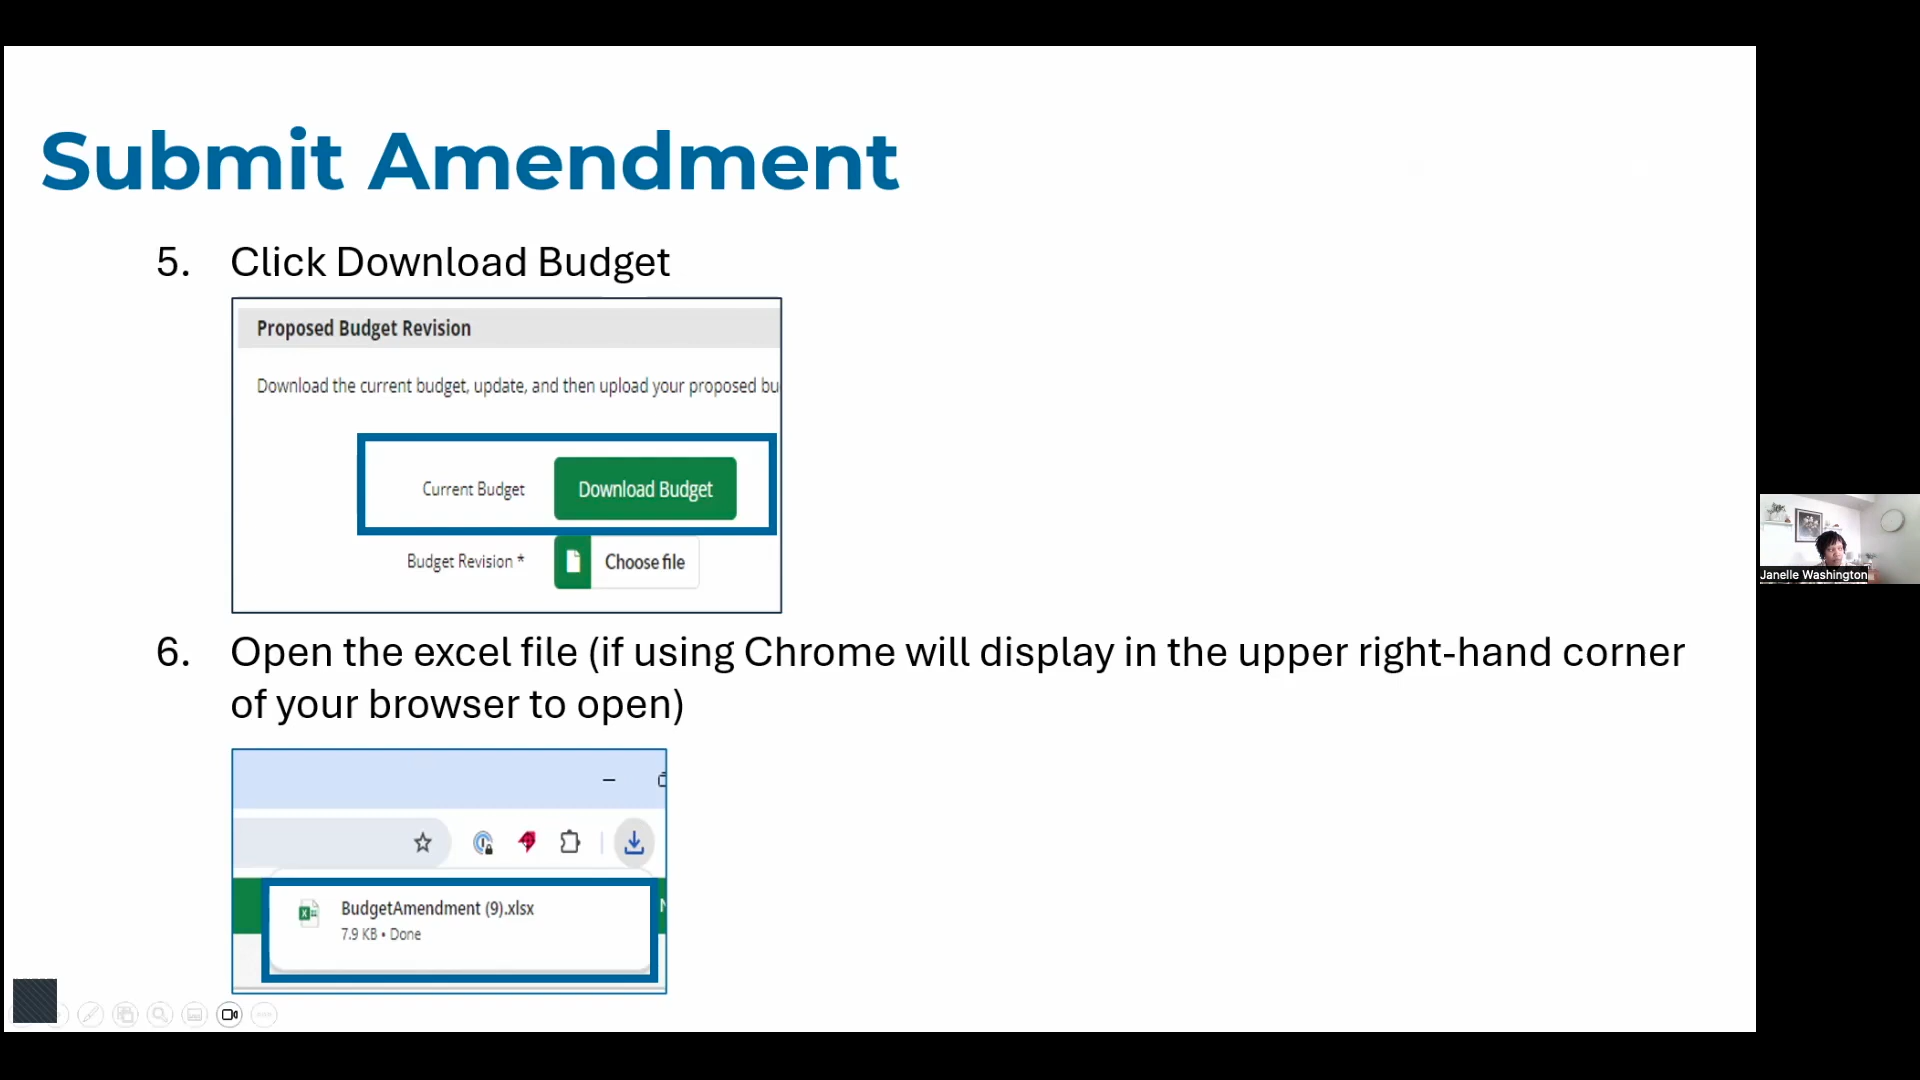 Submit Amendment
5. Click Download Budget
Proposed Budget Revision
Download the current budget, update, and then upload your proposed bu
Current Budget Download Budget
Budget Revision * Choose file
6. Open the excel file (if using Chrome will display in the upper right-hand corner
of your browser to open)
BudgetAmendment (9).xlsx
7.9 KB • Done
Janelle Washington